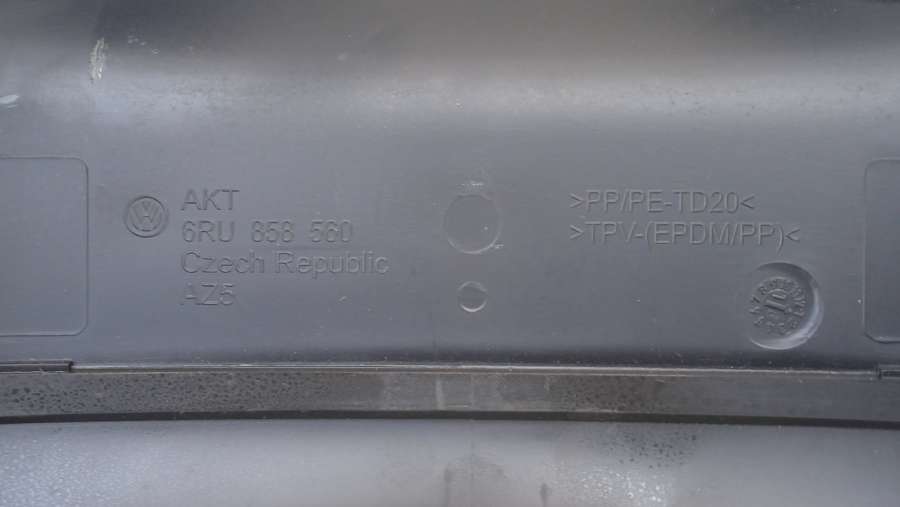 AKT
6RU 858 560
Czech Republic
AZ5
>PP/PE-TD20<
>TPV-(EPDM/PP)<